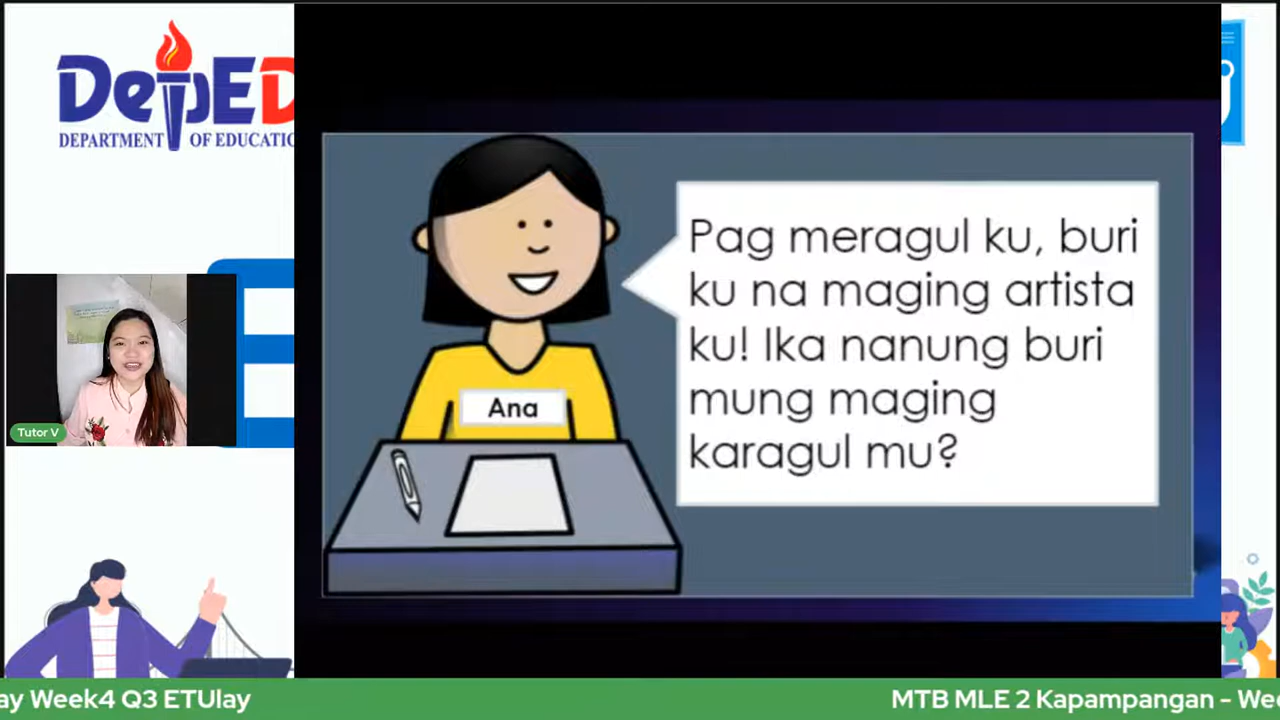 DepED
DEPARTMENT OF EDUCATIO
Pag meragul ku, buri
ku na maging artista
ku! Ika nanung buri
mung maging
karagul mu?
Ana
Tutor V
ay Week4 Q3 ETUlay
MTB MLE 2 Kapampangan - Wee